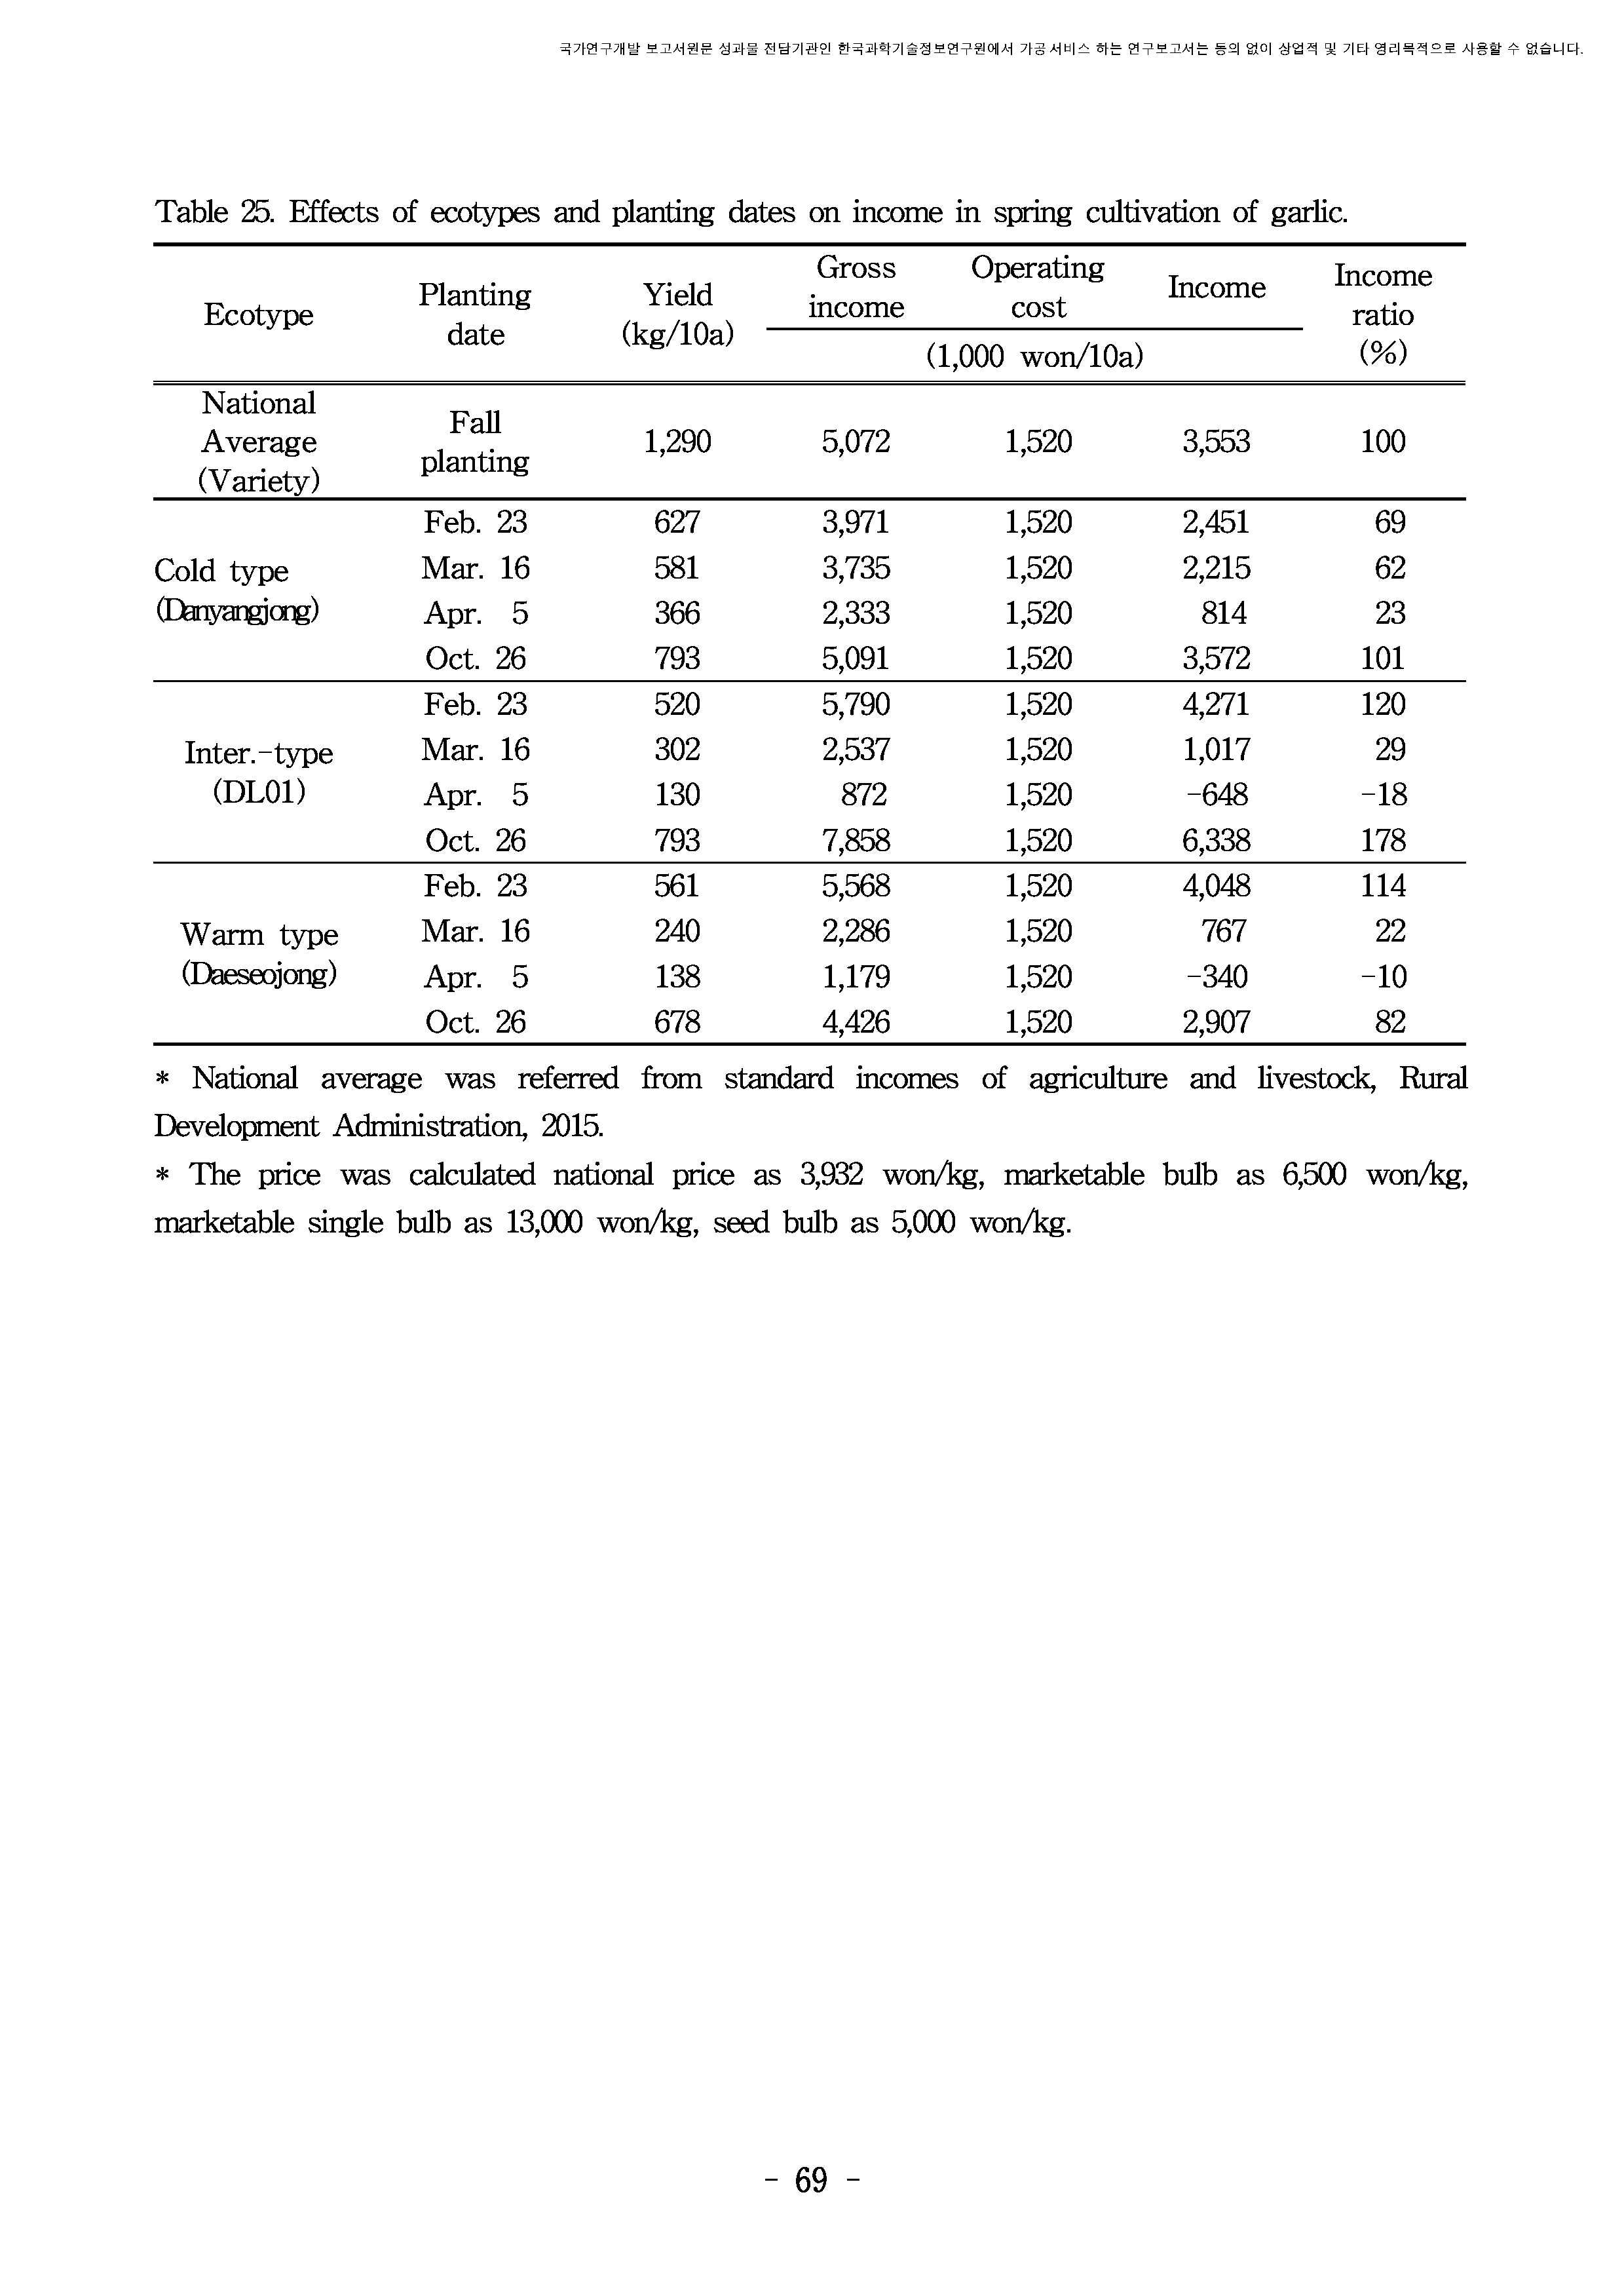 국가연구개발 보고서원문 성과물 전담기관인 한국과학기술정보연구원에서 가공·서비스 하는 연구보고서는 동의 없이 상업적 및 기타 영리목적으로 사용할 수 없습니다.
Table 25. Effects of ecotypes and planting dates on income in spring cultivation of garlic.
Ecotype Planting date Yield (kg/10a) Gross income Operating cost Income Income ratio (%)
(1,000 won/10a)
National Average (Variety) Fall planting 1,290 5,072 1,520 3,553 100
Cold type (Danyangjong)
Feb. 23 627 3,971 1,520 2,451 69
Mar. 16 581 3,735 1,520 2,215 62
Apr. 5 366 2,333 1,520 814 23
Oct. 26 793 5,091 1,520 3,572 101
Inter.-type (DL01)
Feb. 23 520 5,790 1,520 4,271 120
Mar. 16 302 2,537 1,520 1,017 29
Apr. 5 130 872 1,520 -648 -18
Oct. 26 793 7,858 1,520 6,338 178
Warm type (Daeseojong)
Feb. 23 561 5,568 1,520 4,048 114
Mar. 16 240 2,286 1,520 767 22
Apr. 5 138 1,179 1,520 -340 -10
Oct. 26 678 4,426 1,520 2,907 82
* National average was referred from standard incomes of agriculture and livestock, Rural
Development Administration, 2015.
* The price was calculated national price as 3,932 won/kg, marketable bulb as 6,500 won/kg,
marketable single bulb as 13,000 won/kg, seed bulb as 5,000 won/kg.
- 69 -